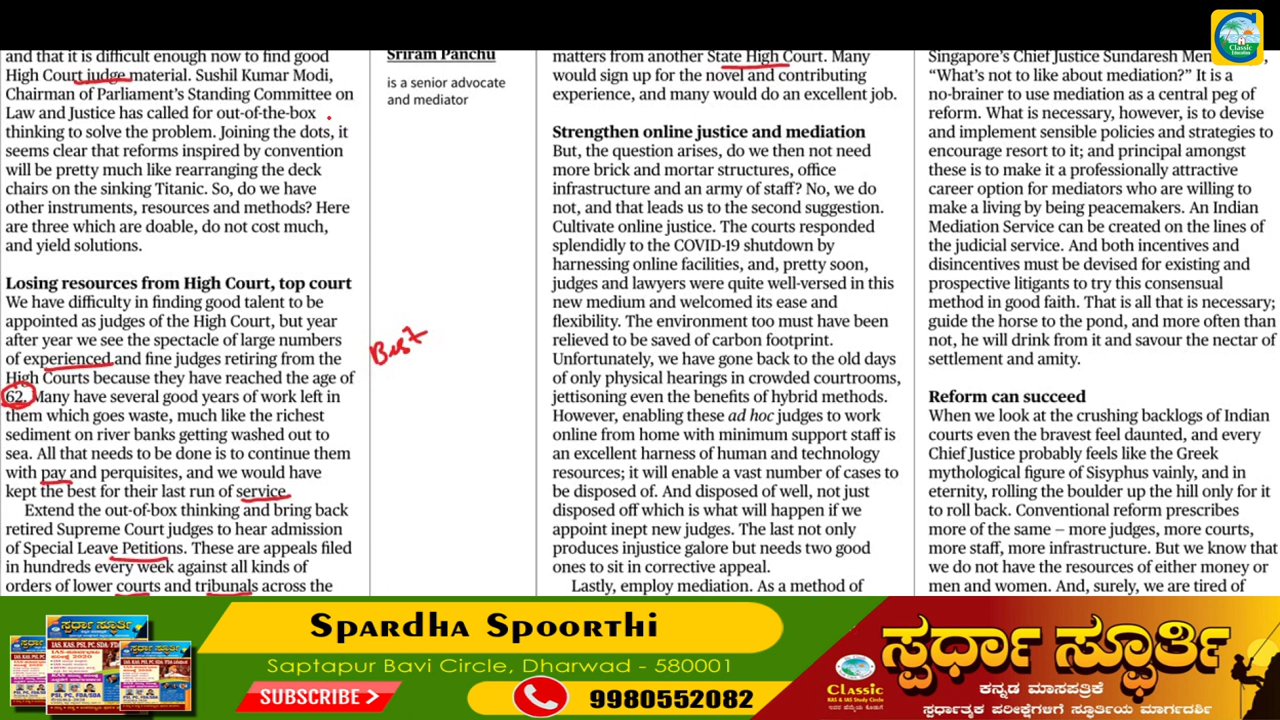 and that it is difficult enough now to find good
High Court judge material. Sushil Kumar Modi,
Chairman of Parliament's Standing Committee on
Law and Justice has called for out-of-the-box
thinking to solve the problem. Joining the dots, it
seems clear that reforms inspired by convention
will be pretty much like rearranging the deck
chairs on the sinking Titanic. So, do we have
other instruments, resources and methods? Here
are three which are doable, do not cost much,
and yield solutions.
Losing resources from High Court, top court
We have difficulty in finding good talent to be
appointed as judges of the High Court, but year
after year we see the spectacle of large numbers
of experienced and fine judges retiring from the
High Courts because they have reached the age of
62. Many have several good years of work left in
them which goes waste, much like the richest
sediment on river banks getting washed out to
sea. All that needs to be done is to continue them
with pay and perquisites, and we would have
kept the best for their last run of service.
Extend the out-of-box thinking and bring back
retired Supreme Court judges to hear admission
of Special Leave Petitions. These are appeals filed
in hundreds every week against all kinds of
orders of lower courts and tribunals across the
Sriram Panchu
is a senior advocate
and mediator
Best
matters from another State High Court. Many
would sign up for the novel and contributing
experience, and many would do an excellent job.
Strengthen online justice and mediation
But, the question arises, do we then not need
more brick and mortar structures, office
infrastructure and an army of staff? No, we do
not, and that leads us to the second suggestion.
Cultivate online justice. The courts responded
splendidly to the COVID-19 shutdown by
harnessing online facilities, and, pretty soon,
judges and lawyers were quite well-versed in this
new medium and welcomed its ease and
flexibility. The environment too must have been
relieved to be saved of carbon footprint.
Unfortunately, we have gone back to the old days
of only physical hearings in crowded courtrooms,
jettisoning even the benefits of hybrid methods.
However, enabling these ad hoc judges to work
online from home with minimum support staff is
an excellent harness of human and technology
resources; it will enable a vast number of cases to
be disposed of. And disposed of well, not just
disposed off which is what will happen if we
appoint inept new judges. The last not only
produces injustice galore but needs two good
ones to sit in corrective appeal.
Lastly, employ mediation. As a method of
Singapore's Chief Justice Sundaresh Men
"What's not to like about mediation?" It is a
no-brainer to use mediation as a central peg of
reform. What is necessary, however, is to devise
and implement sensible policies and strategies to
encourage resort to it; and principal amongst
these is to make it a professionally attractive
career option for mediators who are willing to
make a living by being peacemakers. An Indian
Mediation Service can be created on the lines of
the judicial service. And both incentives and
disincentives must be devised for existing and
prospective litigants to try this consensual
method in good faith. That is all that is necessary;
guide the horse to the pond, and more often than
not, he will drink from it and savour the nectar of
settlement and amity.
Reform can succeed
When we look at the crushing backlogs of Indian
courts even the bravest feel daunted, and every
Chief Justice probably feels like the Greek
mythological figure of Sisyphus vainly, and in
eternity, rolling the boulder up the hill only for it
to roll back. Conventional reform prescribes
more of the same — more judges, more courts,
more staff, more infrastructure. But we know that
we do not have the resources of either money or
men and women. And, surely, we are tired of
Classic
Education
ಸ್ಪರ್ಧಾ ಸ್ಫೂರ್ತಿ
Spardha Spoorthi
Saptapur Bavi Circle, Dharwad - 580001
SUBSCRIBE >
9980552082
Classic
ಸ್ಪರ್ಧಾ ಸ್ಫೂರ್ತಿ
ಕನ್ನಡ ಮಾಸಪತ್ರಿಕೆ
ಸ್ಪರ್ಧಾತ್ಮಕ ಪರೀಕ್ಷೆಗಳಿಗೆ ಸ್ಫೂರ್ತಿಯ ಮಾರ್ಗದರ್ಶಿ